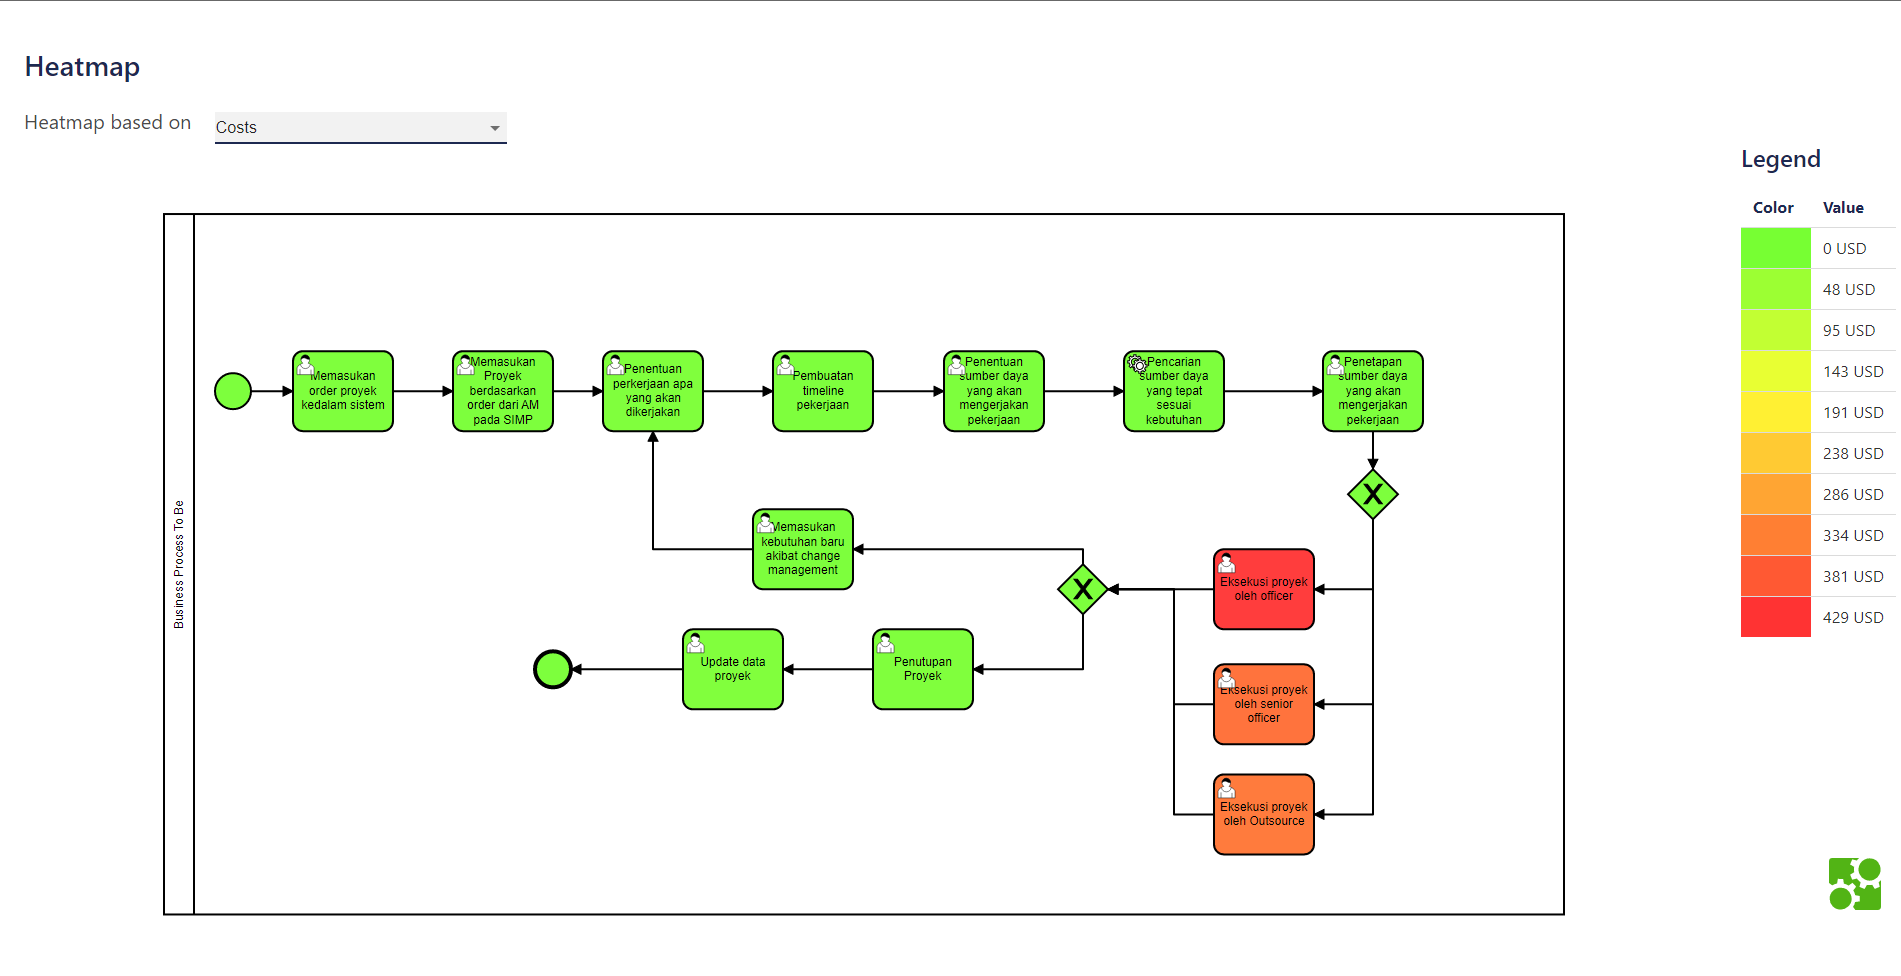 Heatmap
Heatmap based on
Costs
Legend
Color
Value
0 USD
48 USD
95 USD
143 USD
191 USD
238 USD
286 USD
334 USD
381 USD
429 USD
Business Process To Be
Memasukan
order proyek
kedalam sistem
Memasukan
Proyek
berdasarkan
order dari AM
pada SIMP
Penentuan
perkerjaan apa
yang akan
dikerjakan
Pembuatan
timeline
pekerjaan
Penentuan
sumber daya
yang akan
mengerjakan
pekerjaan
Pencarian
sumber daya
yang tepat
sesuai
kebutuhan
Penetapan
sumber daya
yang akan
mengerjakan
pekerjaan
X
Memasukan
kebutuhan baru
akibat change
management
X
Eksekusi proyek
oleh officer
Update data
proyek
Penutupan
Proyek
Eksekusi proyek
oleh senior
officer
Eksekusi proyek
oleh Outsource